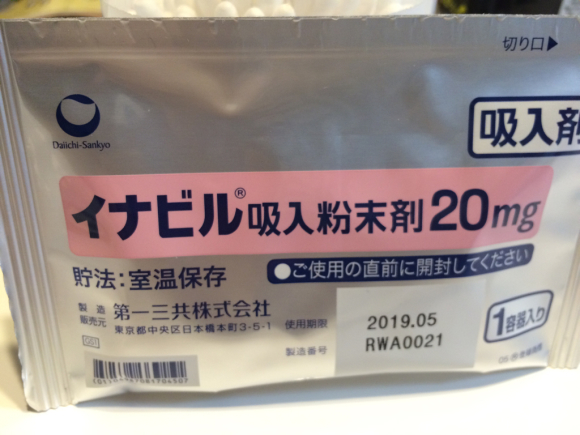 切り口▶
Daiichi-Sankyo
吸入剤
イナビル®吸入粉末剤20mg
貯法:室温保存
●ご使用の直前に開封してください
製造販売元 第一三共株式会社
東京都中央区日本橋本町3-5-1
使用期限 2019.05
製造番号 RWA0021
1容器入り